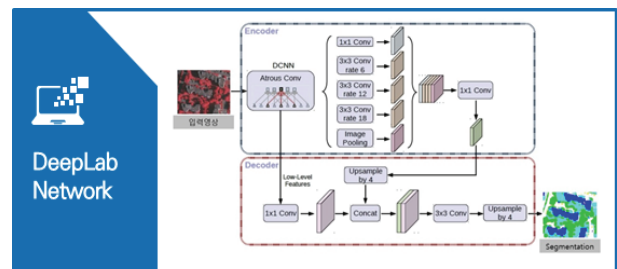 DeepLab
Network
Encoder
DCNN
Atrous Conv
1x1 Conv
3x3 Conv
rate 6
3x3 Conv
rate 12
3x3 Conv
rate 18
Image
Pooling
1x1 Conv
입력영상
Decoder
Low-Level
Features
Upsample
by 4
1x1 Conv
Concat
3x3 Conv
Upsample
by 4
Segmentation